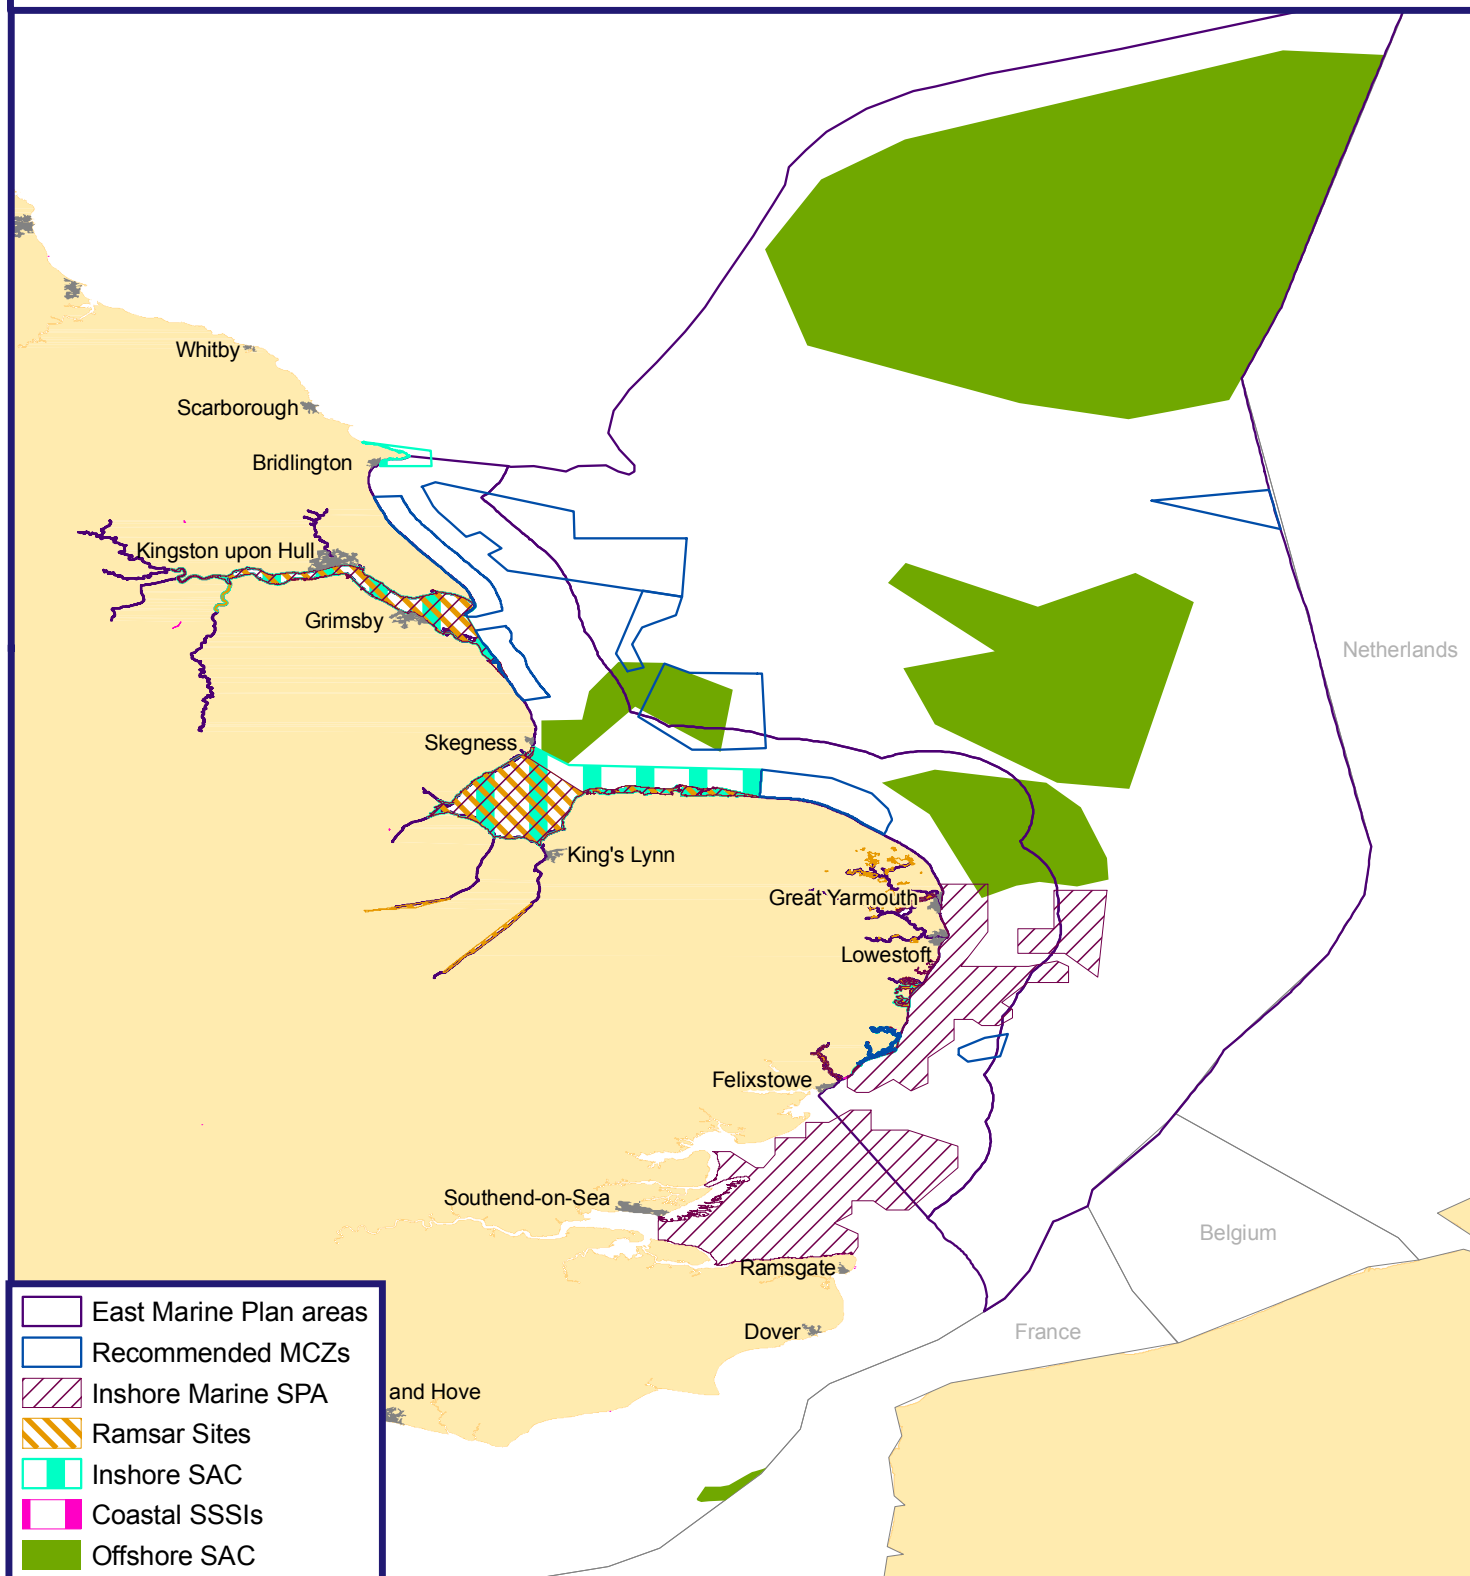 Whitby
Scarborough
Bridlington
Kingston upon Hull
Grimsby
Netherlands
Skegness
King's Lynn
Great Yarmouth
Lowestoft
Felixstowe
Southend-on-Sea
Belgium
Ramsgate
Dover
France
and Hove
East Marine Plan areas
Recommended MCZs
Inshore Marine SPA
Ramsar Sites
Inshore SAC
Coastal SSSIs
Offshore SAC